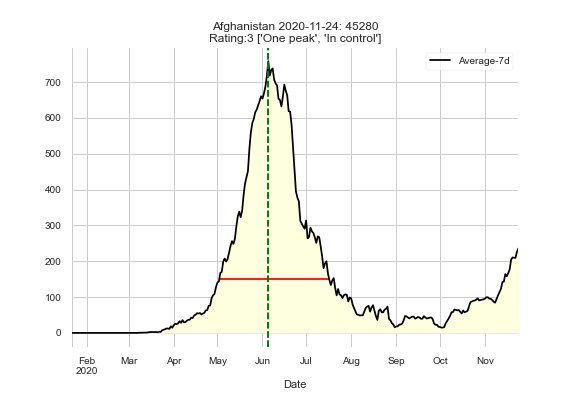 Afghanistan 2020-11-24: 45280
Rating:3 ['One peak', 'In control']
Average-7d
700
600
500
400
300
200
100
0
Feb Mar Apr May Jun Jul Aug Sep Oct Nov
2020
Date